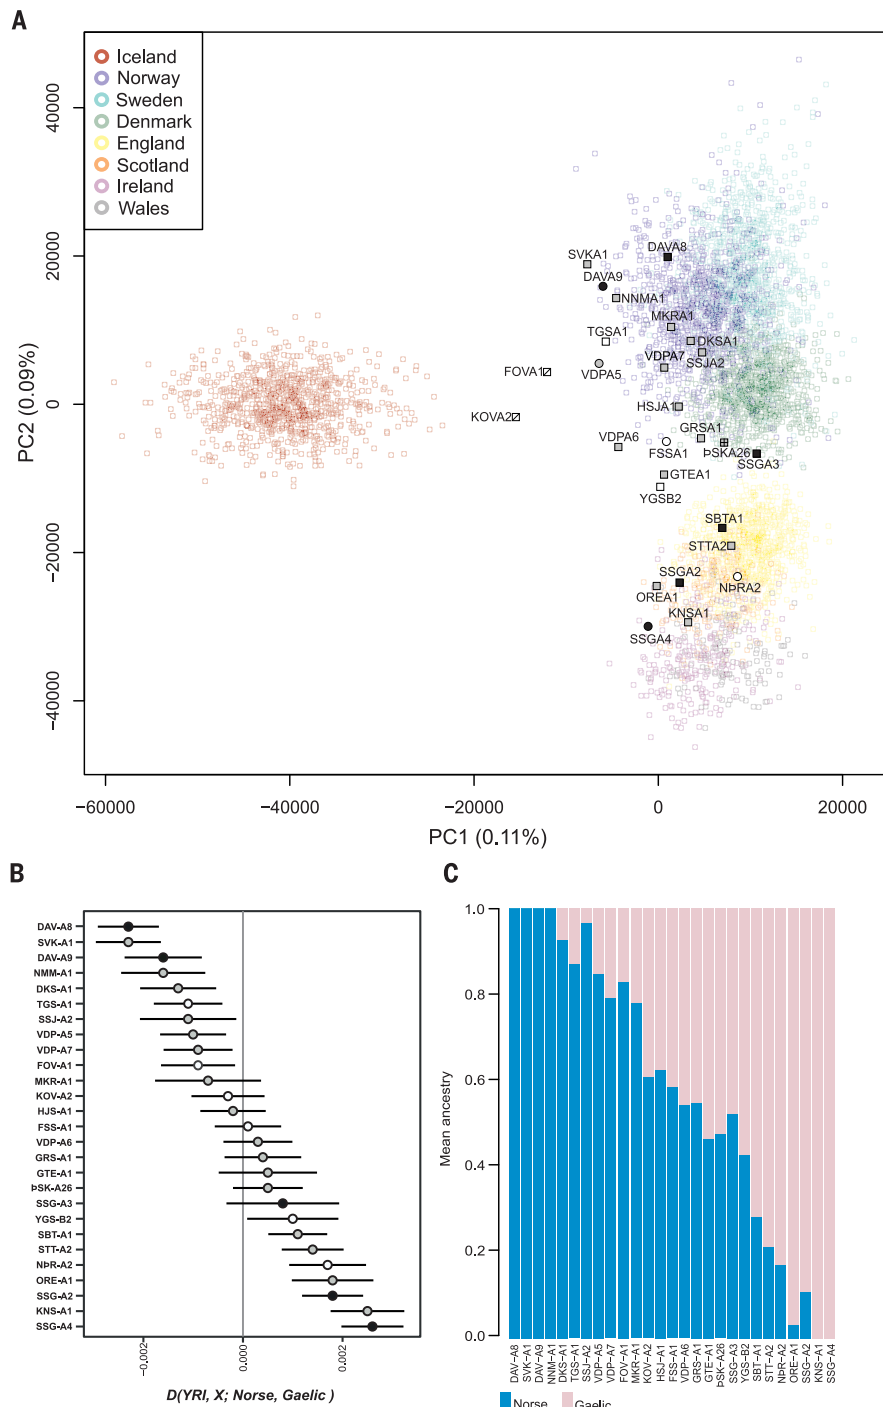 A
Iceland
Norway
Sweden
Denmark
England
Scotland
Ireland
Wales
PC2 (0.09%)
40000
20000
0
−20000
−40000
SVKA1
DAVA8
DAVA9
NNMA1
MKRA1
TGSA1
DKSA1
VDPA7
SSJA2
FOVA1
VDPA5
HSJA1
KOVA2
GRSA1
VDPA6
FSSA1
ÞSKA26
SSGA3
GTEA1
YGSB2
SBTA1
STTA2
SSGA2
NÞRA2
OREA1
KNSA1
SSGA4
−60000
−40000
−20000
0
20000
PC1 (0.11%)
B
DAV-A8
SVK-A1
DAV-A9
NMM-A1
DKS-A1
TGS-A1
SSJ-A2
VDP-A5
VDP-A7
FOV-A1
MKR-A1
KOV-A2
HJS-A1
FSS-A1
VDP-A6
GRS-A1
GTE-A1
ÞSK-A26
SSG-A3
YGS-B2
SBT-A1
STT-A2
NÞR-A2
ORE-A1
SSG-A2
KNS-A1
SSG-A4
−0.002
0.000
0.002
D(YRI, X; Norse, Gaelic )
C
Mean ancestry
1.0
0.8
0.6
0.4
0.2
0.0
DAV-A8
SVK-A1
DAV-A9
NNM-A1
DKS-A1
TGS-A1
SSJ-A2
VDP-A5
VDP-A7
FOV-A1
MKR-A1
KOV-A2
HSJ-A1
FSS-A1
VDP-A6
GRS-A1
GTE-A1
ÞSK-A26
SSG-A3
YGS-B2
SBT-A1
STT-A2
NÞR-A2
ORE-A1
SSG-A2
KNS-A1
SSG-A4
Norse
Gaelic